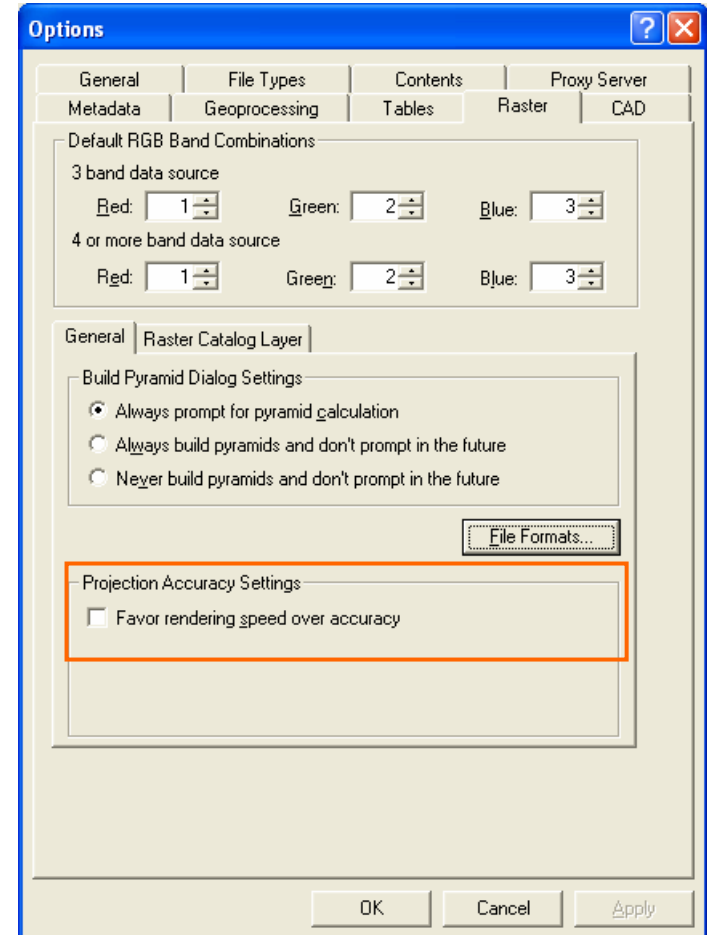 Options
General File Types Contents Proxy Server
Metadata Geoprocessing Tables Raster CAD
Default RGB Band Combinations
3 band data source
Red: 1 Green: 2 Blue: 3
4 or more band data source
Red: 1 Green: 2 Blue: 3
General Raster Catalog Layer
Build Pyramid Dialog Settings
Always prompt for pyramid calculation
Always build pyramids and don't prompt in the future
Never build pyramids and don't prompt in the future
File Formats...
Projection Accuracy Settings
Favor rendering speed over accuracy
OK Cancel Apply